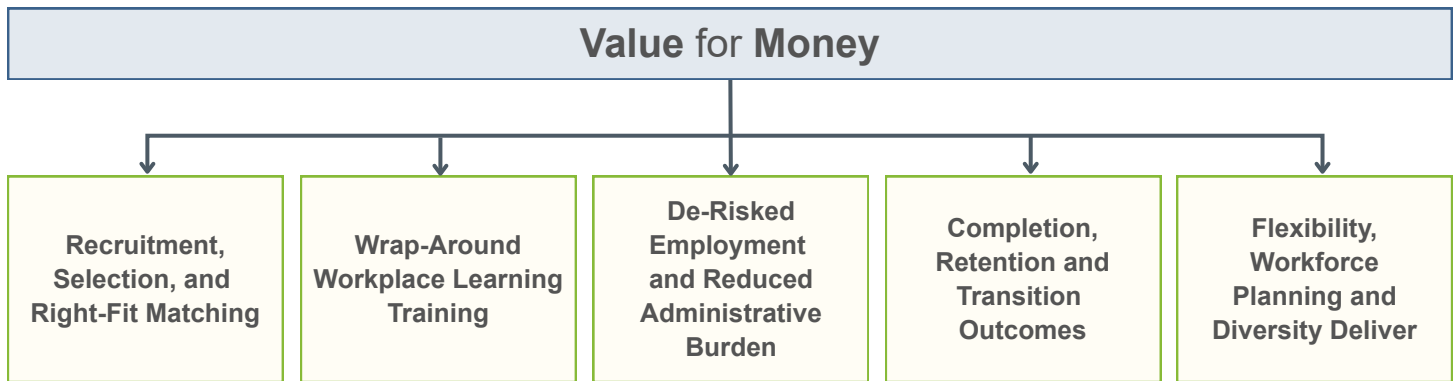 Value for Money
Recruitment,
Selection, and
Right-Fit Matching
Wrap-Around
Workplace Learning
Training
De-Risked
Employment
and Reduced
Administrative
Burden
Completion,
Retention and
Transition
Outcomes
Flexibility,
Workforce
Planning and
Diversity Deliver